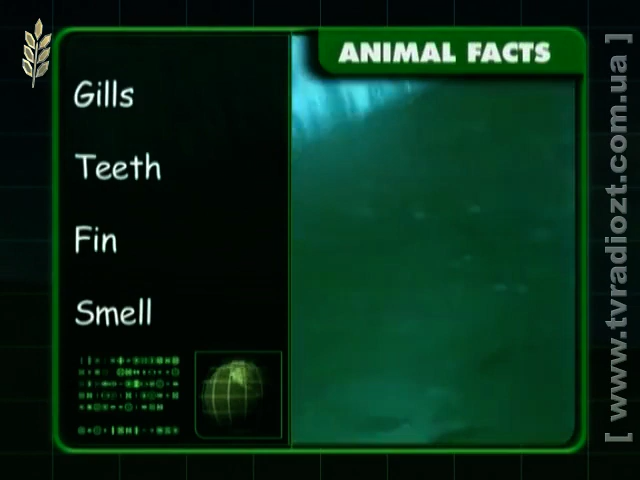 ANIMAL FACTS
Gills
Teeth
Fin
Smell
[ www.tvradiozt.com.ua ]